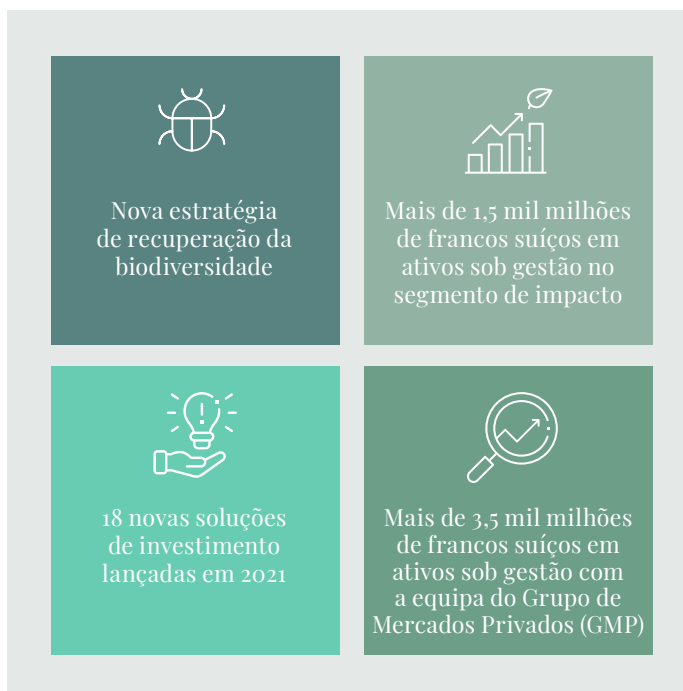 Nova estratégia
de recuperação da
biodiversidade
Mais de 1,5 mil milhões
de francos suíços em
ativos sob gestão no
segmento de impacto
18 novas soluções
de investimento
lançadas em 2021
Mais de 3,5 mil milhões
de francos suíços em
ativos sob gestão com
a equipa do Grupo de
Mercados Privados (GMP)